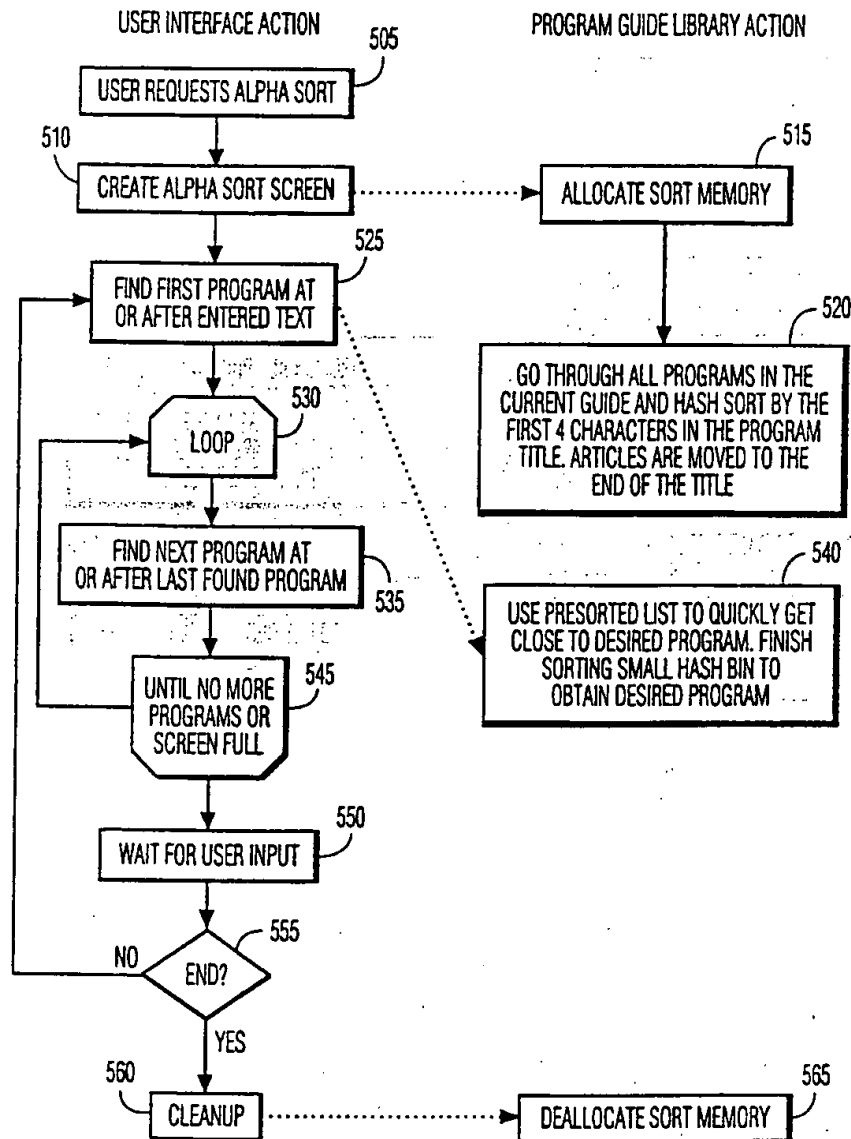 USER INTERFACE ACTION
PROGRAM GUIDE LIBRARY ACTION
505
USER REQUESTS ALPHA SORT
510
CREATE ALPHA SORT SCREEN
515
ALLOCATE SORT MEMORY
525
FIND FIRST PROGRAM AT
OR AFTER ENTERED TEXT
520
GO THROUGH ALL PROGRAMS IN THE
CURRENT GUIDE AND HASH SORT BY THE
FIRST 4 CHARACTERS IN THE PROGRAM
TITLE. ARTICLES ARE MOVED TO THE
END OF THE TITLE
530
LOOP
FIND NEXT PROGRAM AT
OR AFTER LAST FOUND PROGRAM
535
540
USE PRESORTED LIST TO QUICKLY GET
CLOSE TO DESIRED PROGRAM. FINISH
SORTING SMALL HASH BIN TO
OBTAIN DESIRED PROGRAM
545
UNTIL NO MORE
PROGRAMS OR
SCREEN FULL
550
WAIT FOR USER INPUT
555
NO
END?
YES
560
CLEANUP
565
DEALLOCATE SORT MEMORY